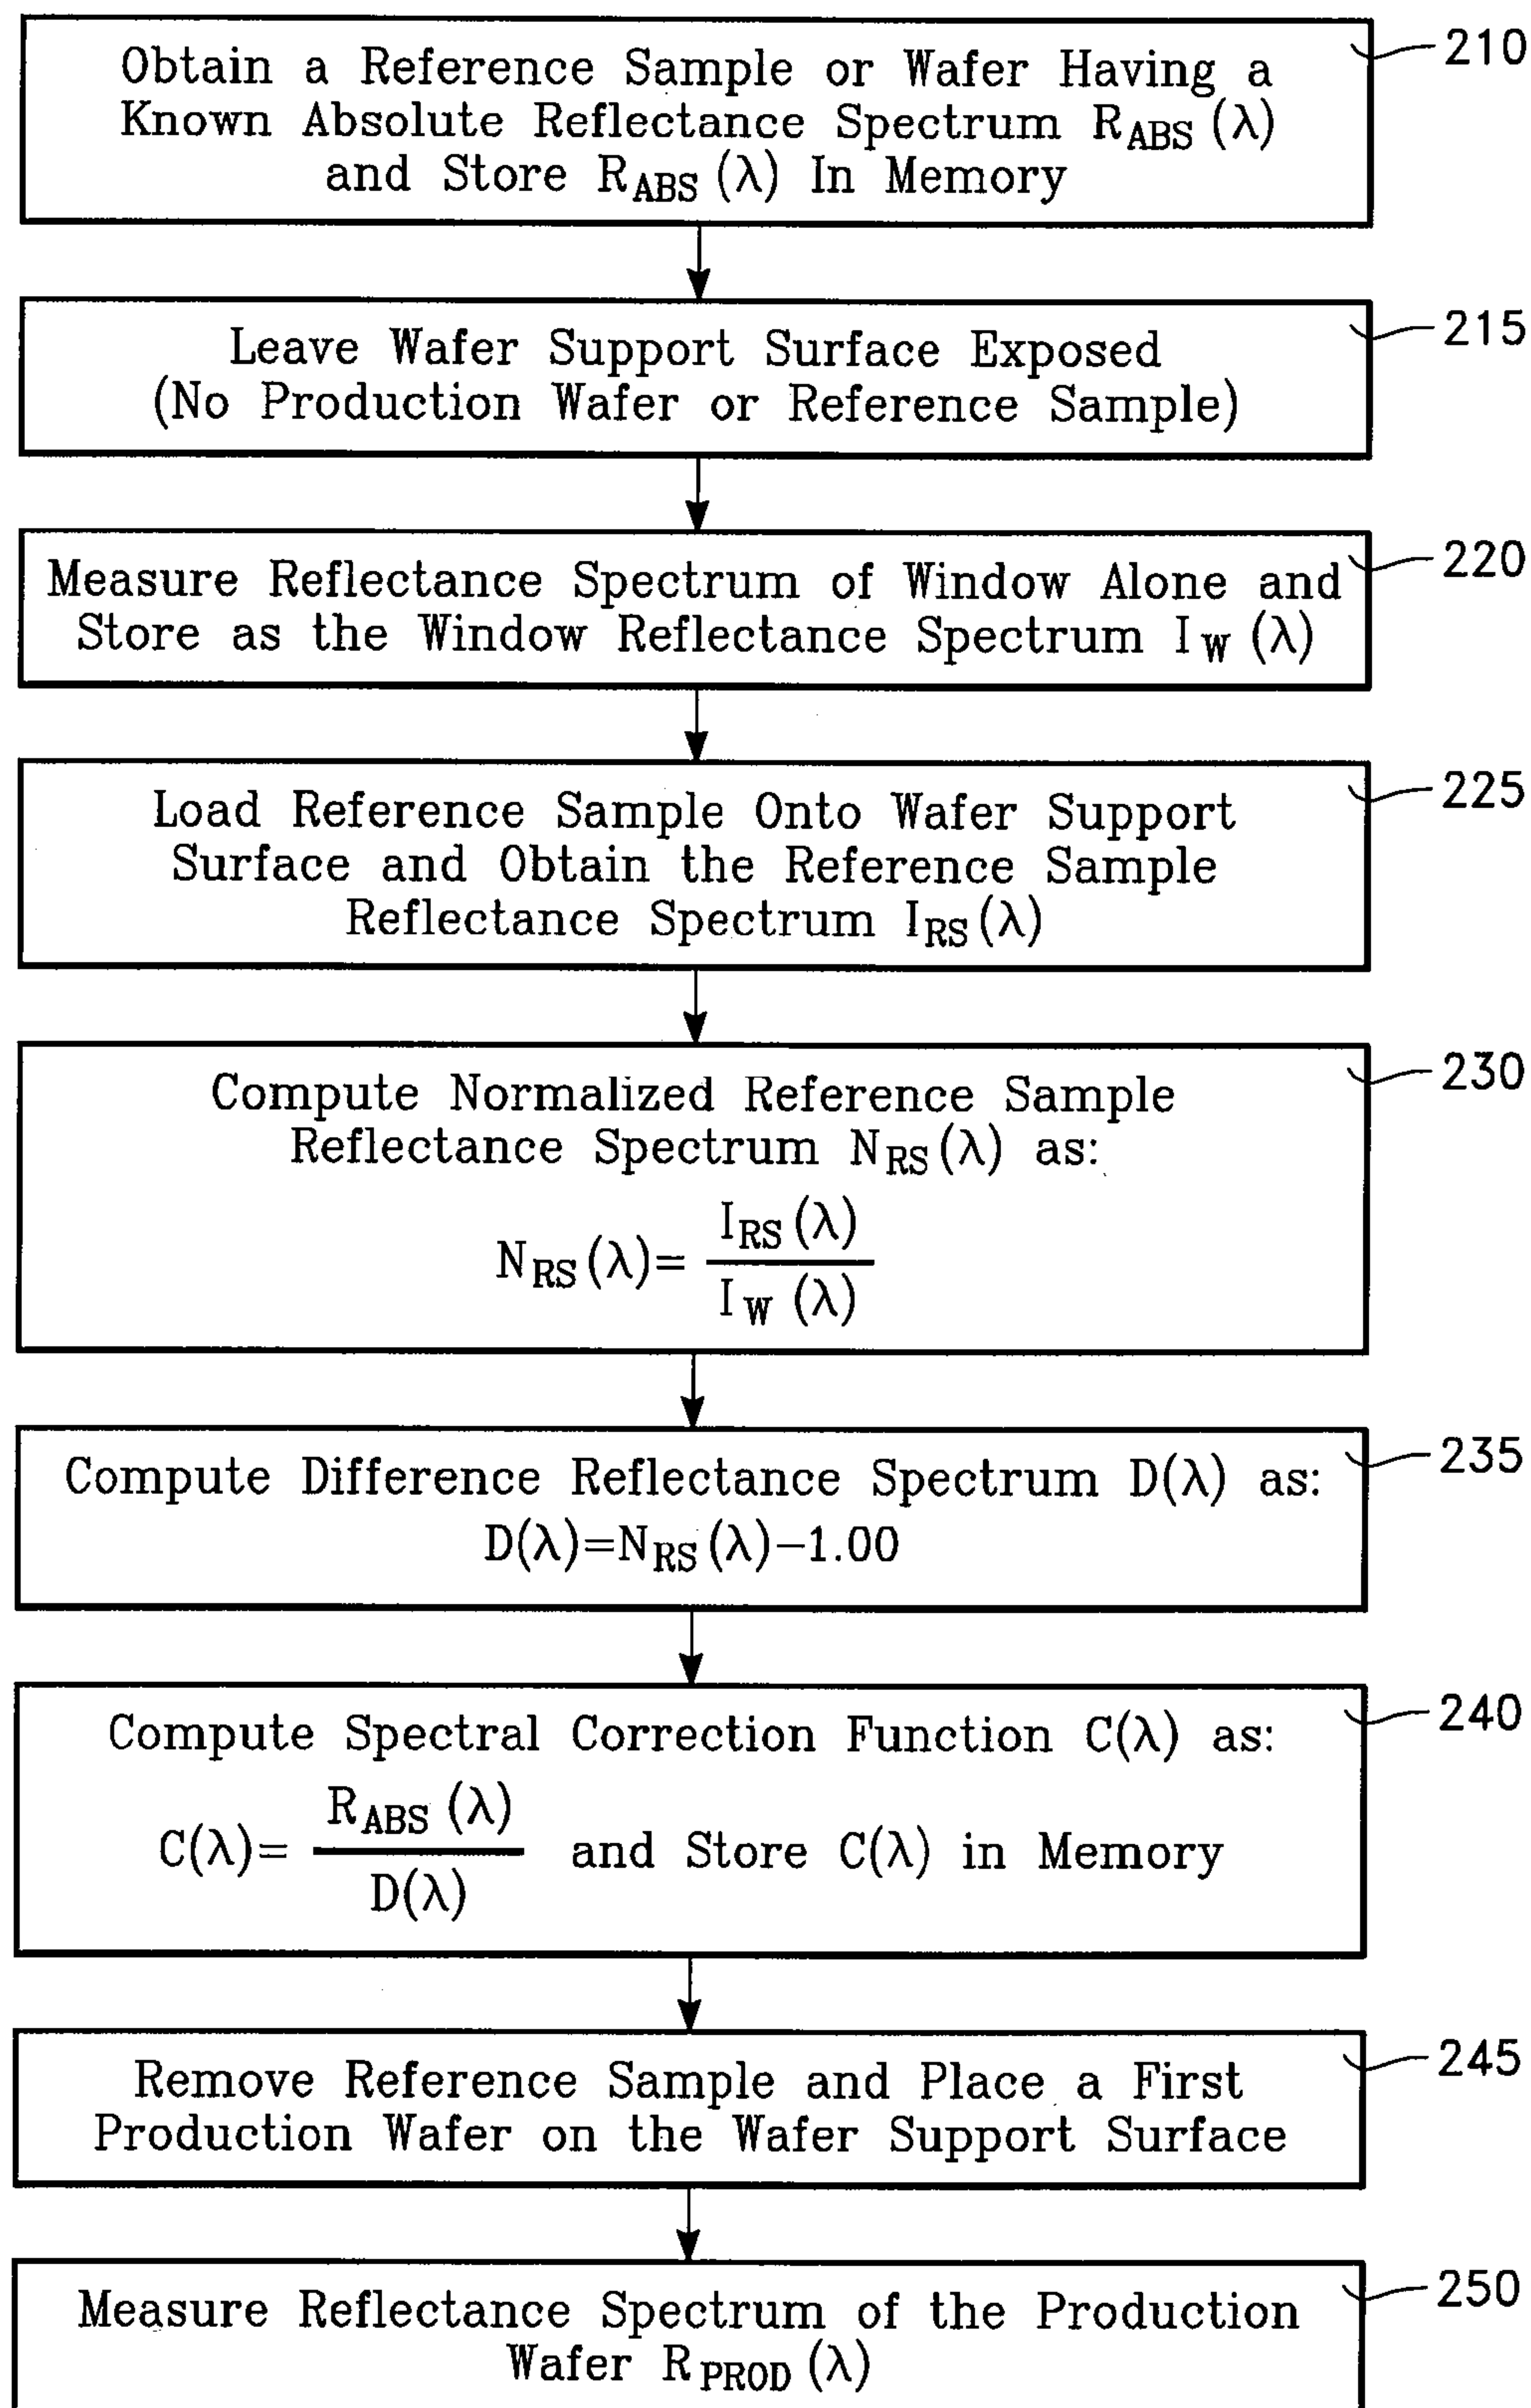 210
Obtain a Reference Sample or Wafer Having a
Known Absolute Reflectance Spectrum R_ABS (λ)
and Store R_ABS (λ) In Memory
215
Leave Wafer Support Surface Exposed
(No Production Wafer or Reference Sample)
220
Measure Reflectance Spectrum of Window Alone and
Store as the Window Reflectance Spectrum I_W (λ)
225
Load Reference Sample Onto Wafer Support
Surface and Obtain the Reference Sample
Reflectance Spectrum I_RS (λ)
230
Compute Normalized Reference Sample
Reflectance Spectrum N_RS (λ) as:
N_RS (λ)= I_RS (λ) / I_W (λ)
235
Compute Difference Reflectance Spectrum D(λ) as:
D(λ)=N_RS (λ)−1.00
240
Compute Spectral Correction Function C(λ) as:
C(λ)= R_ABS (λ) / D(λ) and Store C(λ) in Memory
245
Remove Reference Sample and Place a First
Production Wafer on the Wafer Support Surface
250
Measure Reflectance Spectrum of the Production
Wafer R_PROD (λ)